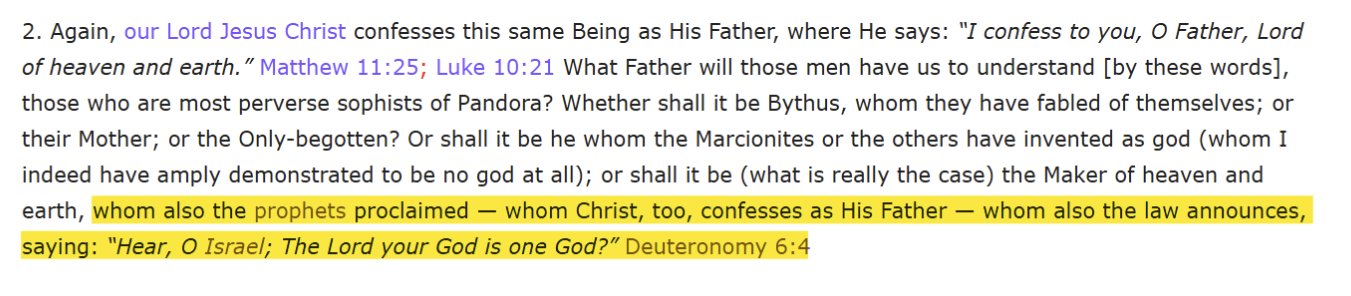 2. Again, our Lord Jesus Christ confesses this same Being as His Father, where He says: “I confess to you, O Father, Lord
of heaven and earth.” Matthew 11:25; Luke 10:21 What Father will those men have us to understand [by these words],
those who are most perverse sophists of Pandora? Whether shall it be Bythus, whom they have fabled of themselves; or
their Mother; or the Only-begotten? Or shall it be he whom the Marcionites or the others have invented as god (whom I
indeed have amply demonstrated to be no god at all); or shall it be (what is really the case) the Maker of heaven and
earth, whom also the prophets proclaimed — whom Christ, too, confesses as His Father — whom also the law announces,
saying: “Hear, O Israel; The Lord your God is one God?” Deuteronomy 6:4